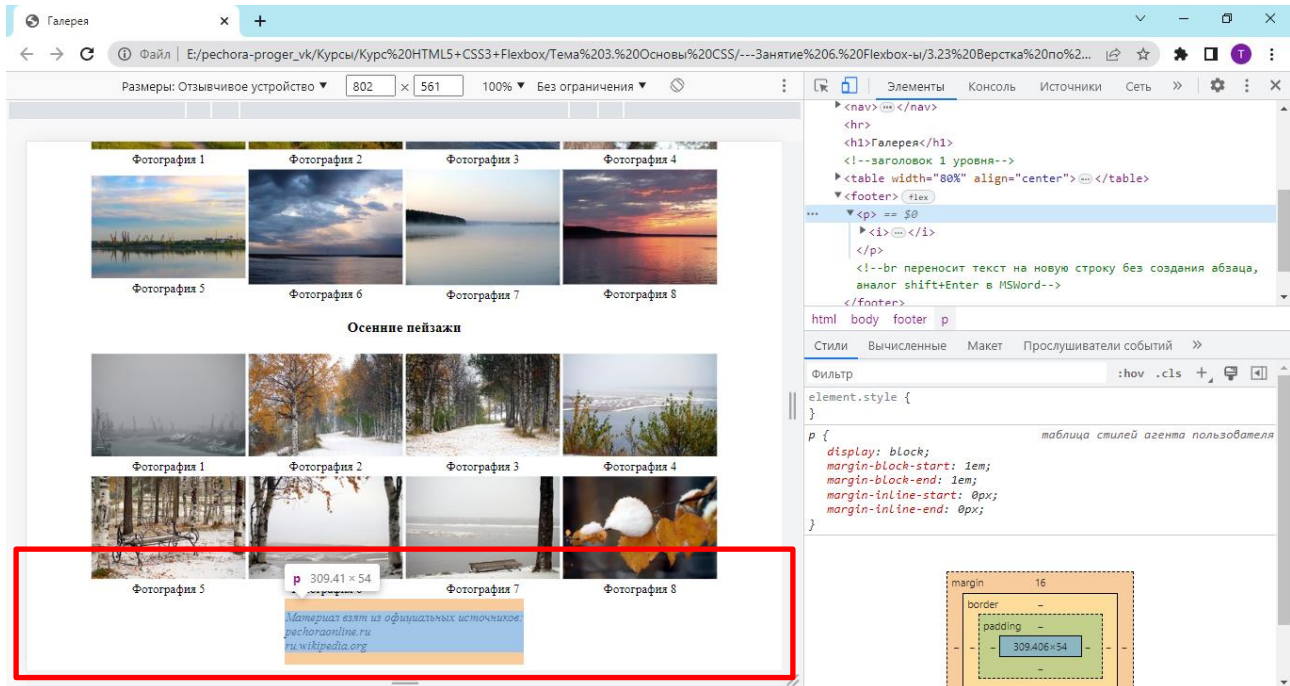 Галерея
Файл | E:/pechora-proger_vk/Курсы/Курс%20HTML5+CSS3+Flexbox/Тема%203.%20Основы%20CSS/---Занятие%206.%20Flexbox-ы/3.23%20Верстка%20по%2...
T
Размеры: Отзывчивое устройство ▼ 802 × 561 100% ▼ Без ограничения ▼
Элементы Консоль Источники Сеть »
Фотография 1 Фотография 2 Фотография 3 Фотография 4
Фотография 5 Фотография 6 Фотография 7 Фотография 8
Осенние пейзажи
Фотография 1 Фотография 2 Фотография 3 Фотография 4
p 309.41 × 54
Фотография 5 Фотография 7 Фотография 8
Материал взят из официальных источников:
pechoraonline.ru
ru.wikipedia.org
▶<nav>⋯</nav>
<hr>
<h1>Галерея</h1>
<!--заголовок 1 уровня-->
▶<table width="80%" align="center">⋯</table>
▼<footer> flex
••• ▼<p> == $0
▶<i>⋯</i>
</p>
<!--br переносит текст на новую строку без создания абзаца,
аналог shift+Enter в MSWord-->
</footer>
html body footer p
Стили Вычисленные Макет Прослушиватели событий »
Фильтр :hov .cls +
element.style {
}
p { таблица стилей агента пользователя
display: block;
margin-block-start: 1em;
margin-block-end: 1em;
margin-inline-start: 0px;
margin-inline-end: 0px;
}
margin 16
border –
padding –
– – – 309.406×54 – – –
–